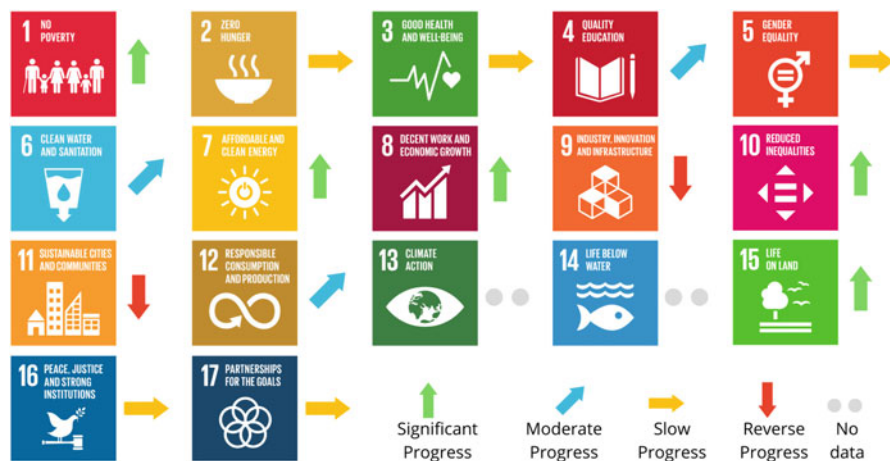 1 NO
POVERTY
2 ZERO
HUNGER
3 GOOD HEALTH
AND WELL-BEING
4 QUALITY
EDUCATION
5 GENDER
EQUALITY
6 CLEAN WATER
AND SANITATION
7 AFFORDABLE AND
CLEAN ENERGY
8 DECENT WORK AND
ECONOMIC GROWTH
9 INDUSTRY, INNOVATION
AND INFRASTRUCTURE
10 REDUCED
INEQUALITIES
11 SUSTAINABLE CITIES
AND COMMUNITIES
12 RESPONSIBLE
CONSUMPTION
AND PRODUCTION
13 CLIMATE
ACTION
14 LIFE BELOW
WATER
15 LIFE
ON LAND
16 PEACE, JUSTICE
AND STRONG
INSTITUTIONS
17 PARTNERSHIPS
FOR THE GOALS
Significant
Progress
Moderate
Progress
Slow
Progress
Reverse
Progress
No
data